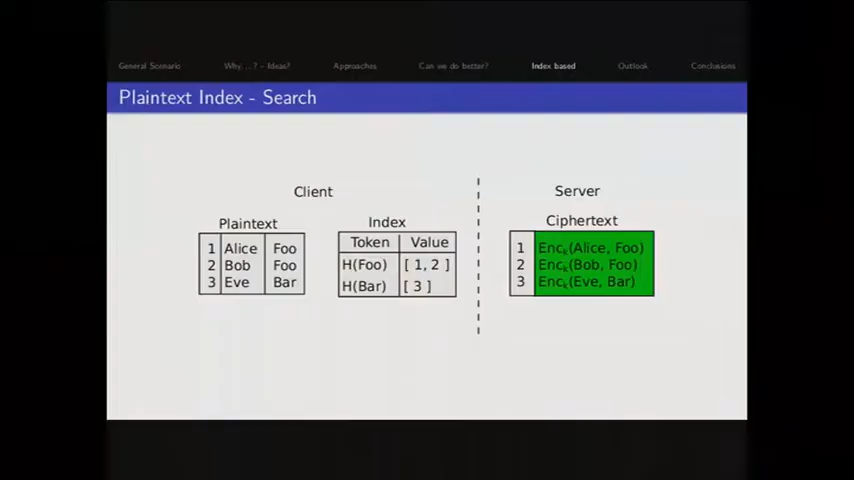 General Scenario Why...? - Ideas? Approaches Can we do better? Index based Outlook Conclusions
Plaintext Index - Search
Client Server
Plaintext Index Ciphertext
Token Value
1 Alice Foo H(Foo) [ 1, 2 ] 1 Enck(Alice, Foo)
2 Bob Foo H(Bar) [ 3 ] 2 Enck(Bob, Foo)
3 Eve Bar 3 Enck(Eve, Bar)